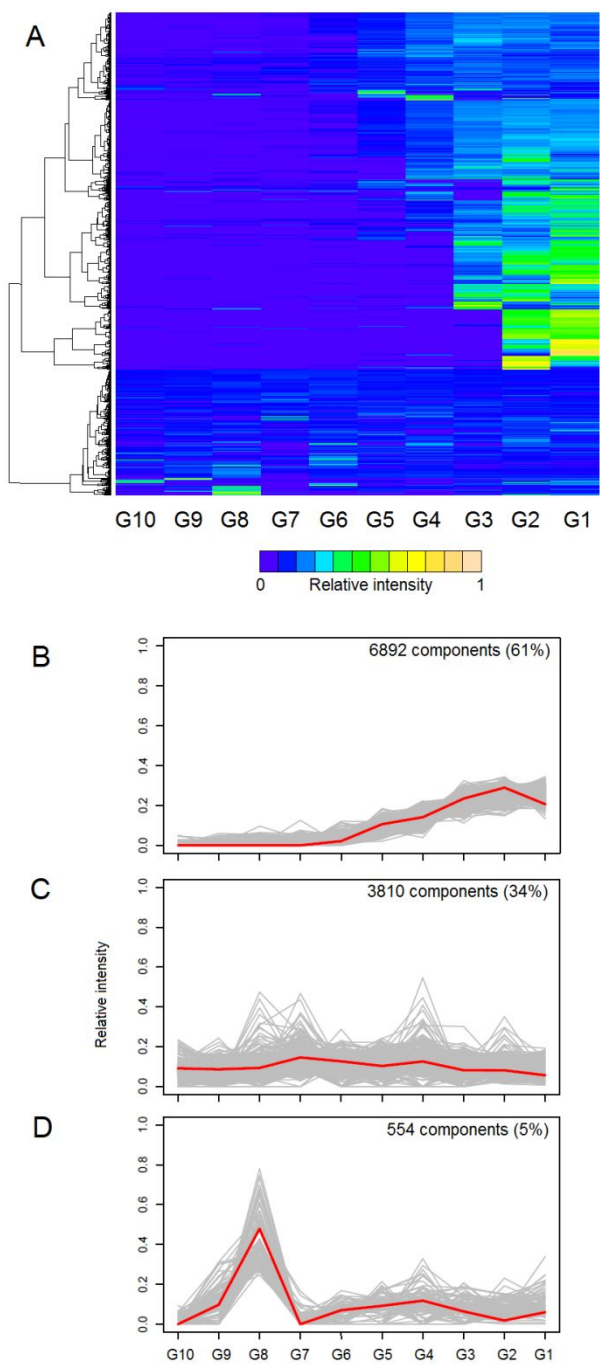 A
G10 G9 G8 G7 G6 G5 G4 G3 G2 G1
0 Relative intensity 1
B
6892 components (61%)
1.0
0.8
0.6
0.4
0.2
0.0
C
3810 components (34%)
1.0
0.8
0.6
0.4
0.2
0.0
Relative intensity
D
554 components (5%)
1.0
0.8
0.6
0.4
0.2
0.0
G10 G9 G8 G7 G6 G5 G4 G3 G2 G1